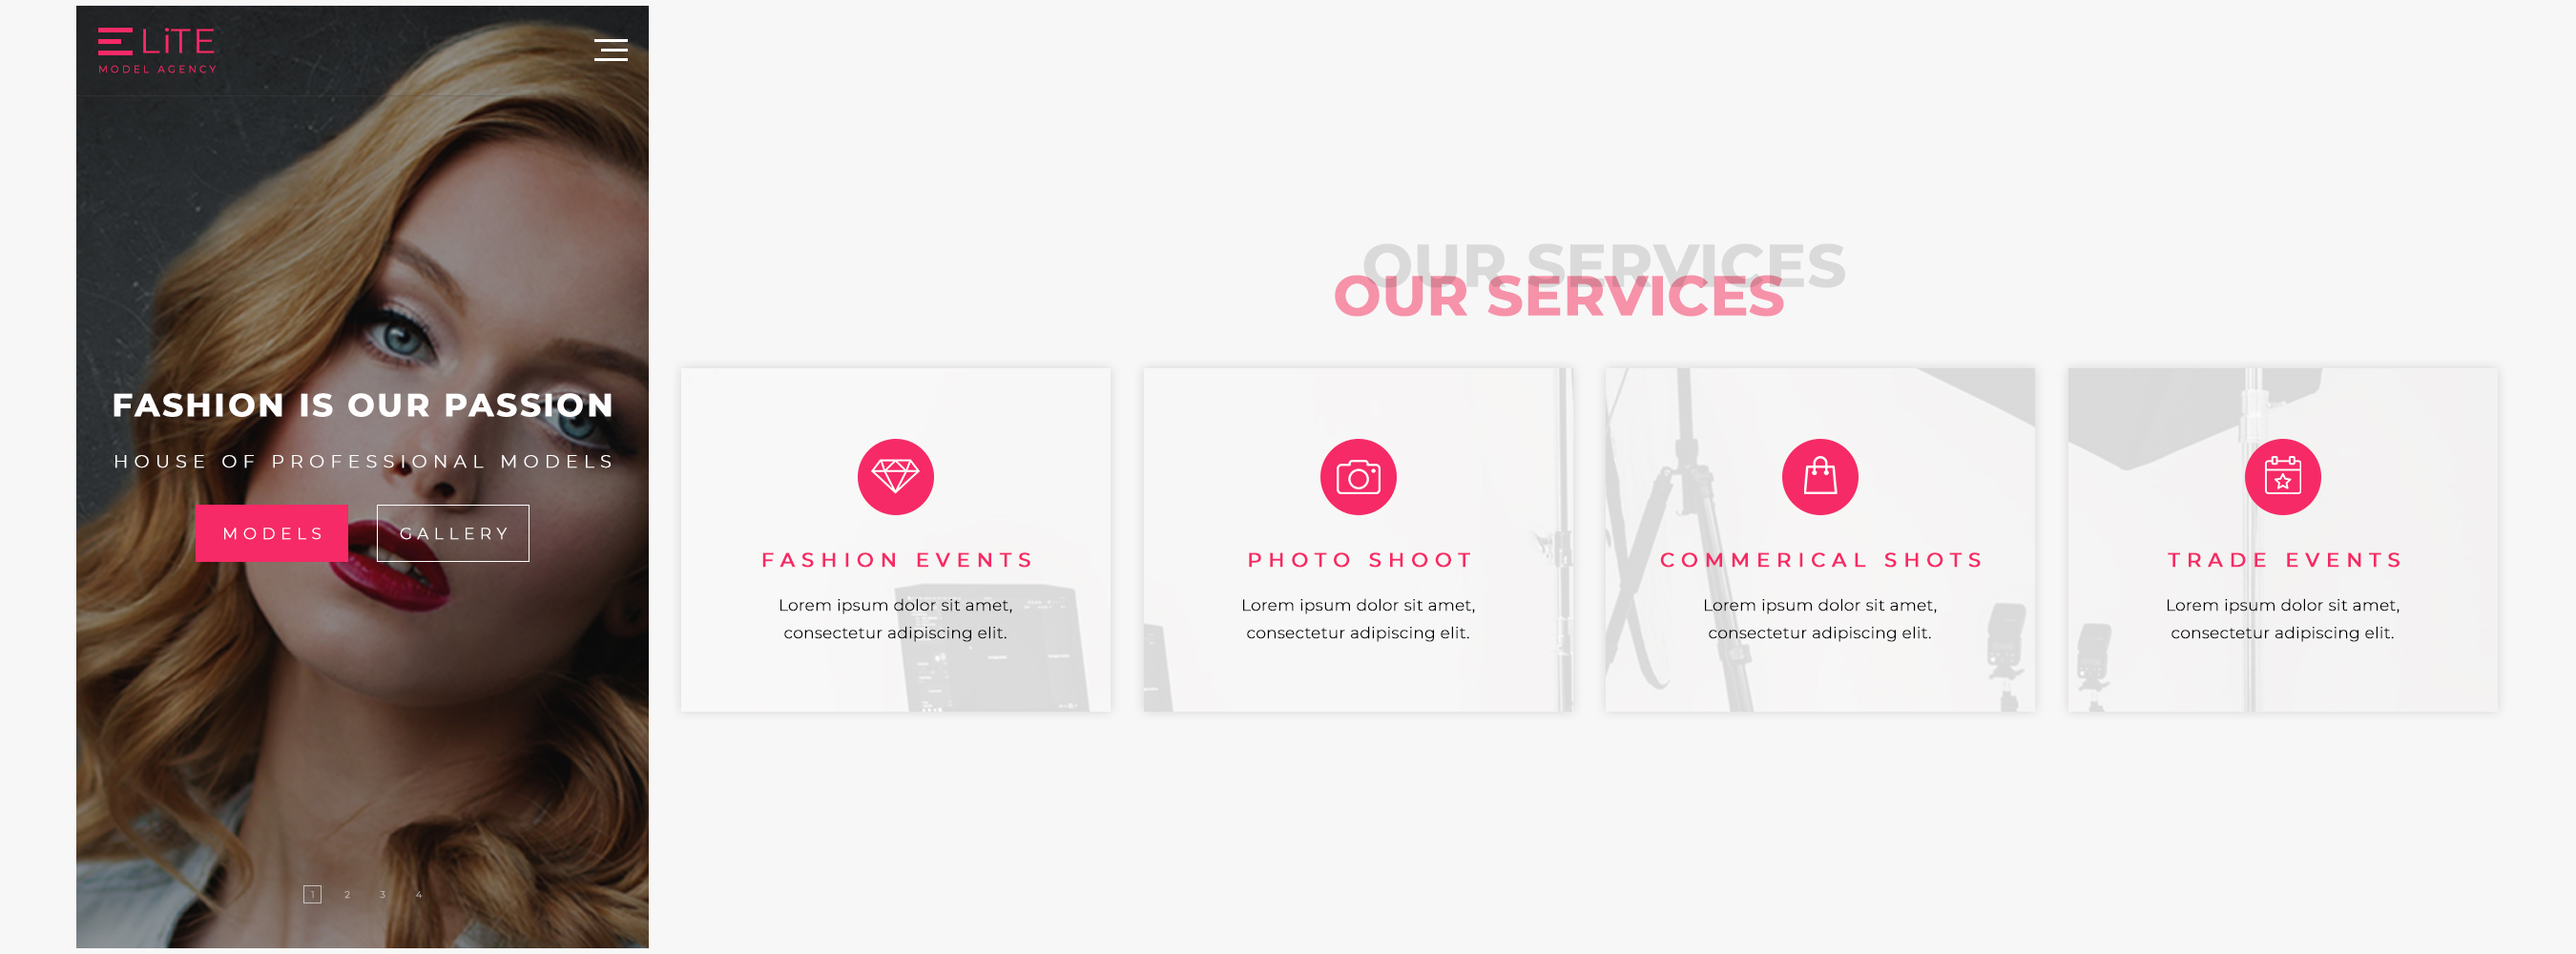 ELiTE
MODEL AGENCY
FASHION IS OUR PASSION
HOUSE OF PROFESSIONAL MODELS
MODELS
GALLERY
1 2 3 4
OUR SERVICES
OUR SERVICES
FASHION EVENTS
Lorem ipsum dolor sit amet,
consectetur adipiscing elit.
PHOTO SHOOT
Lorem ipsum dolor sit amet,
consectetur adipiscing elit.
COMMERICAL SHOTS
Lorem ipsum dolor sit amet,
consectetur adipiscing elit.
TRADE EVENTS
Lorem ipsum dolor sit amet,
consectetur adipiscing elit.